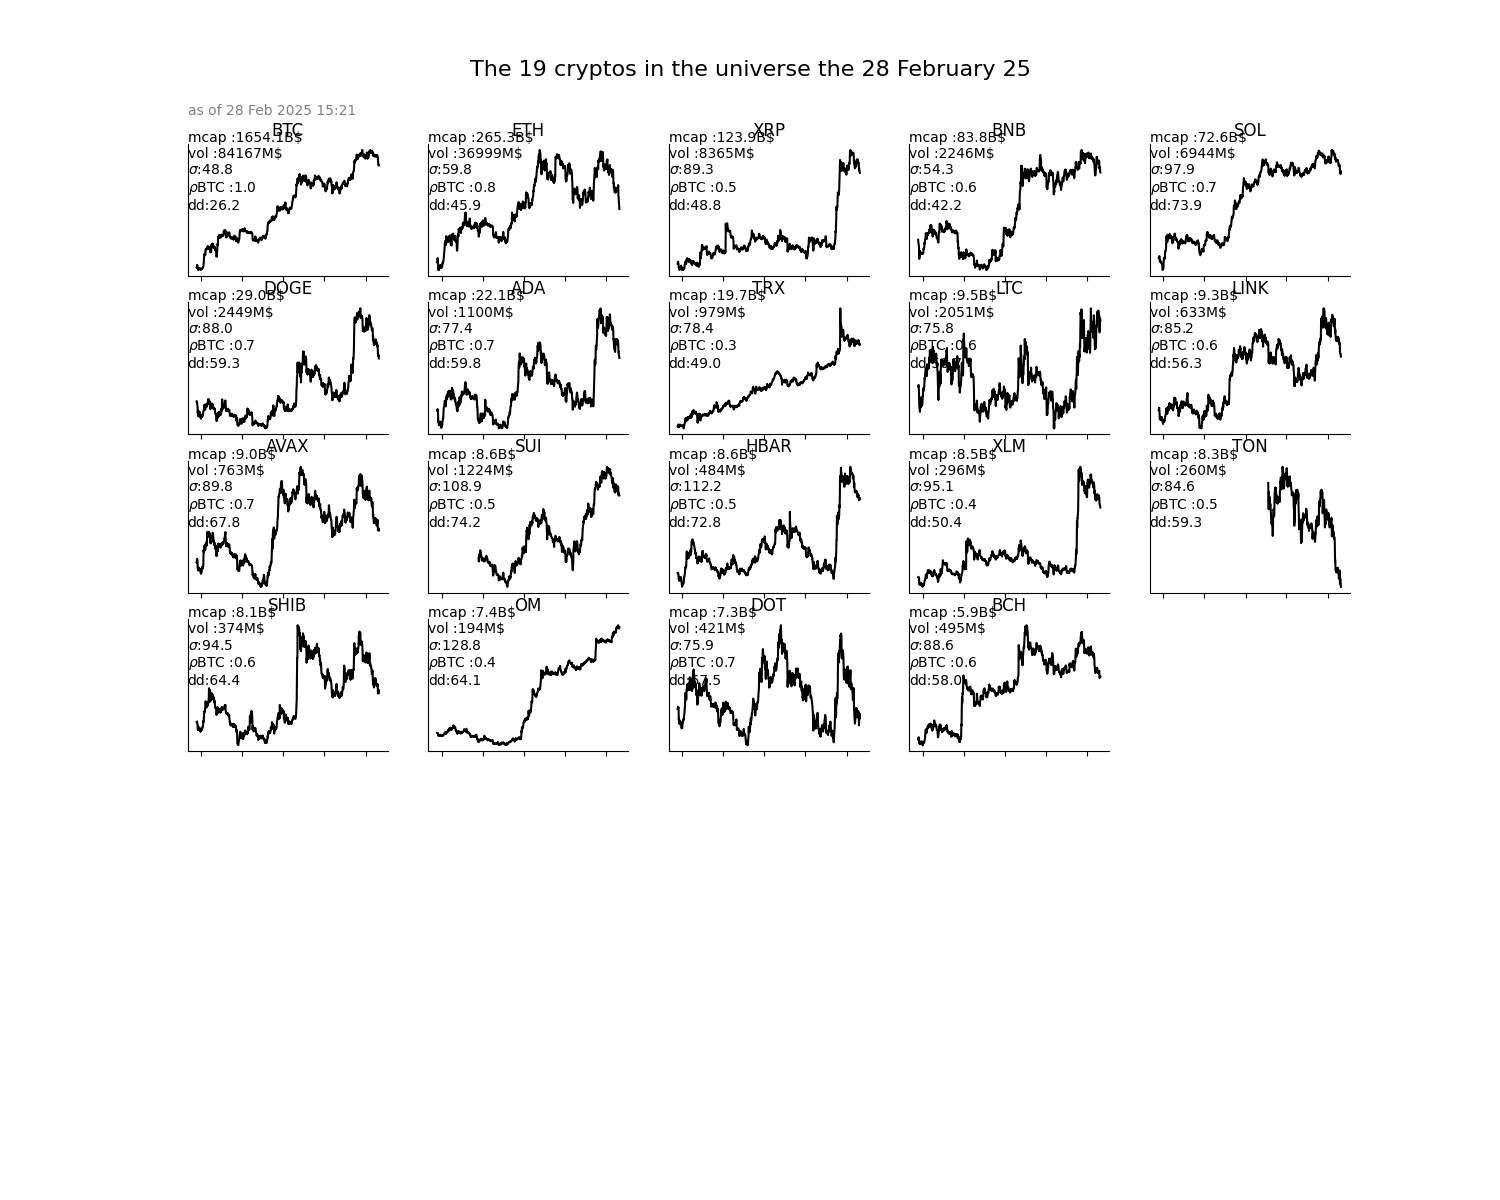 The 19 cryptos in the universe the 28 February 25
as of 28 Feb 2025 15:21
BTC
mcap :1654.1B$
vol :84167M$
σ:48.8
ρBTC :1.0
dd:26.2
ETH
mcap :265.3B$
vol :36999M$
σ:59.8
ρBTC :0.8
dd:45.9
XRP
mcap :123.9B$
vol :8365M$
σ:89.3
ρBTC :0.5
dd:48.8
BNB
mcap :83.8B$
vol :2246M$
σ:54.3
ρBTC :0.6
dd:42.2
SOL
mcap :72.6B$
vol :6944M$
σ:97.9
ρBTC :0.7
dd:73.9
DOGE
mcap :29.0B$
vol :2449M$
σ:88.0
ρBTC :0.7
dd:59.3
ADA
mcap :22.1B$
vol :1100M$
σ:77.4
ρBTC :0.7
dd:59.8
TRX
mcap :19.7B$
vol :979M$
σ:78.4
ρBTC :0.3
dd:49.0
LTC
mcap :9.5B$
vol :2051M$
σ:75.8
ρBTC :0.6
LINK
mcap :9.3B$
vol :633M$
σ:85.2
ρBTC :0.6
dd:56.3
AVAX
mcap :9.0B$
vol :763M$
σ:89.8
ρBTC :0.7
dd:67.8
SUI
mcap :8.6B$
vol :1224M$
σ:108.9
ρBTC :0.5
dd:74.2
HBAR
mcap :8.6B$
vol :484M$
σ:112.2
ρBTC :0.5
dd:72.8
XLM
mcap :8.5B$
vol :296M$
σ:95.1
ρBTC :0.4
dd:50.4
TON
mcap :8.3B$
vol :260M$
σ:84.6
ρBTC :0.5
dd:59.3
SHIB
mcap :8.1B$
vol :374M$
σ:94.5
ρBTC :0.6
dd:64.4
OM
mcap :7.4B$
vol :194M$
σ:128.8
ρBTC :0.4
dd:64.1
DOT
mcap :7.3B$
vol :421M$
σ:75.9
ρBTC :0.7
dd:67.5
BCH
mcap :5.9B$
vol :495M$
σ:88.6
ρBTC :0.6
dd:58.0